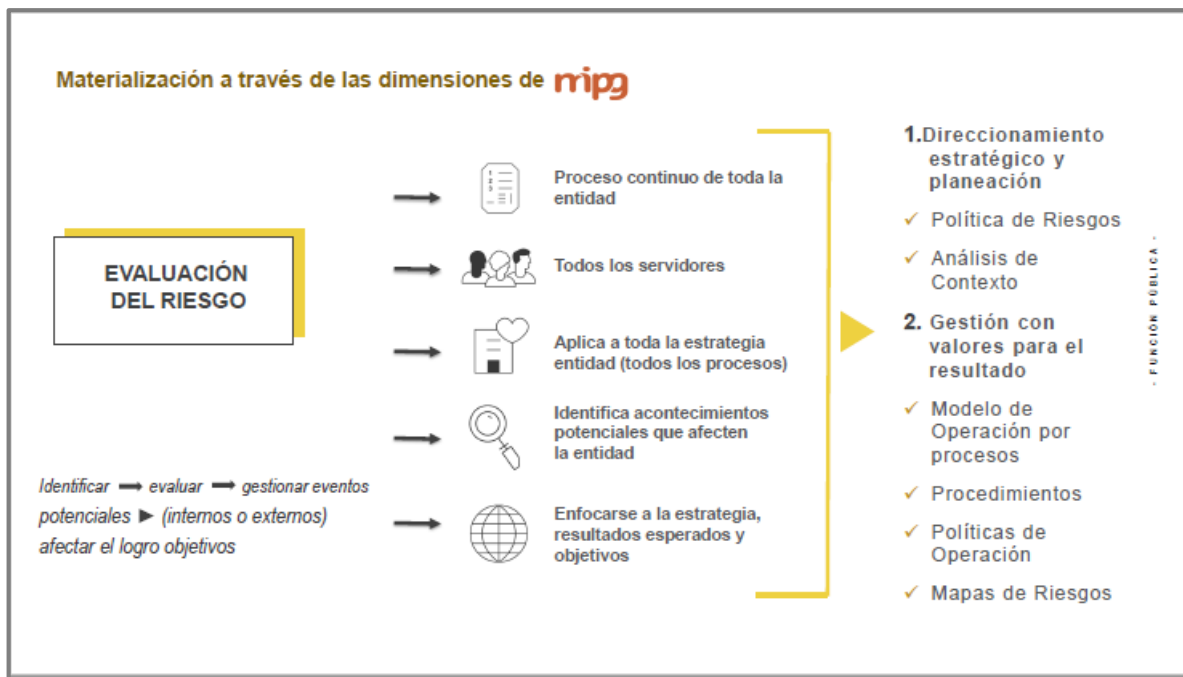 Materialización a través de las dimensiones de mipg
EVALUACIÓN
DEL RIESGO
Identificar ➞ evaluar ➞ gestionar eventos
potenciales ► (internos o externos)
afectar el logro objetivos
Proceso continuo de toda la
entidad
Todos los servidores
Aplica a toda la estrategia
entidad (todos los procesos)
Identifica acontecimientos
potenciales que afecten
la entidad
Enfocarse a la estrategia,
resultados esperados y
objetivos
1.Direccionamiento
estratégico y
planeación
✓ Política de Riesgos
✓ Análisis de
Contexto
2. Gestión con
valores para el
resultado
✓ Modelo de
Operación por
procesos
✓ Procedimientos
✓ Políticas de
Operación
✓ Mapas de Riesgos
· FUNCIÓN PÚBLICA ·